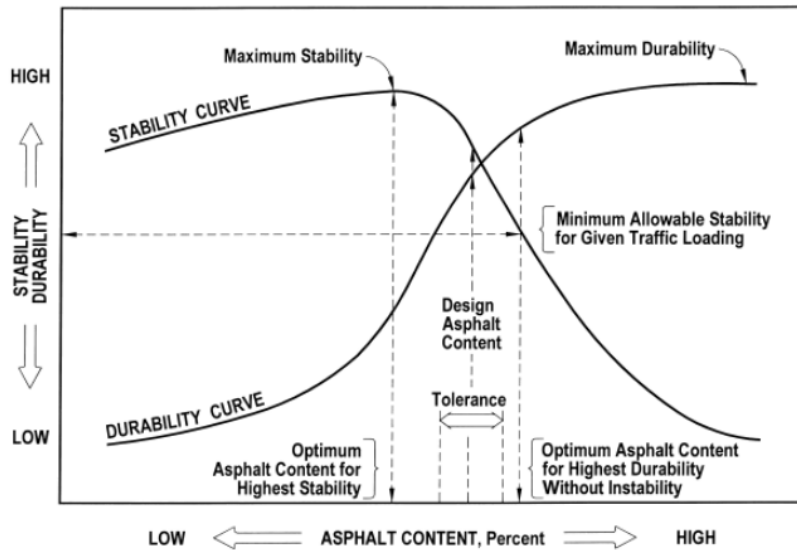 Maximum Stability
Maximum Durability
HIGH
STABILITY CURVE
STABILITY
DURABILITY
Minimum Allowable Stability
for Given Traffic Loading
Design
Asphalt
Content
Tolerance
DURABILITY CURVE
LOW
Optimum
Asphalt Content for
Highest Stability
Optimum Asphalt Content
for Highest Durability
Without Instability
LOW
ASPHALT CONTENT, Percent
HIGH